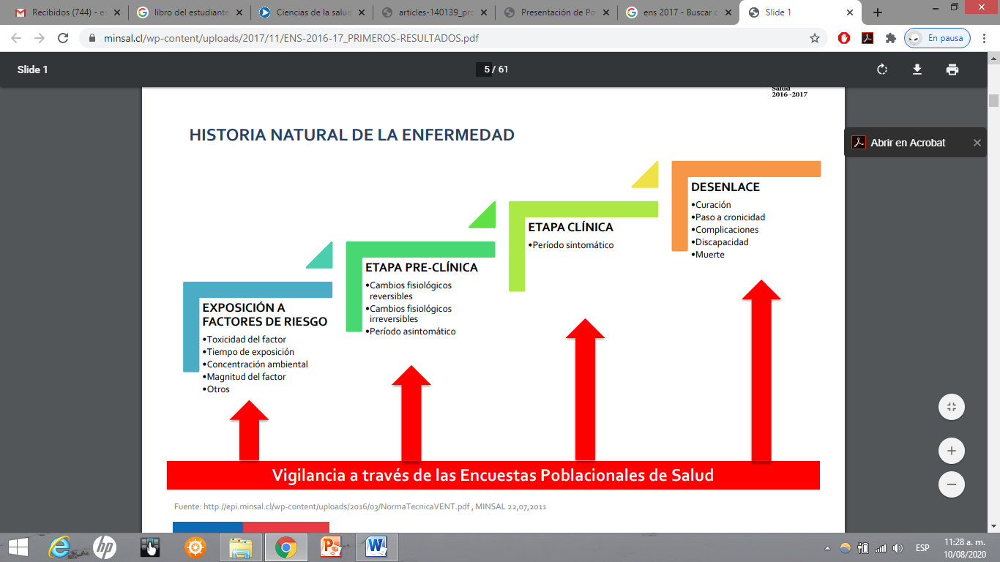 Recibidos (744) - es
libro del estudiante
Ciencias de la salud
articles-140139_pro
Presentación de Po
ens 2017 - Buscar c
Slide 1
minsal.cl/wp-content/uploads/2017/11/ENS-2016-17_PRIMEROS-RESULTADOS.pdf
En pausa
Slide 1
5 / 61
Salud
2016 -2017
HISTORIA NATURAL DE LA ENFERMEDAD
Abrir en Acrobat
EXPOSICIÓN A
FACTORES DE RIESGO
•Toxicidad del factor
•Tiempo de exposición
•Concentración ambiental
•Magnitud del factor
•Otros
ETAPA PRE-CLÍNICA
•Cambios fisiológicos
reversibles
•Cambios fisiológicos
irreversibles
•Período asintomático
ETAPA CLÍNICA
•Período sintomático
DESENLACE
•Curación
•Paso a cronicidad
•Complicaciones
•Discapacidad
•Muerte
Vigilancia a través de las Encuestas Poblacionales de Salud
Fuente: http://epi.minsal.cl/wp-content/uploads/2016/03/NormaTecnicaVENT.pdf , MINSAL 22,07,2011
ESP
11:28 a. m.
10/08/2020